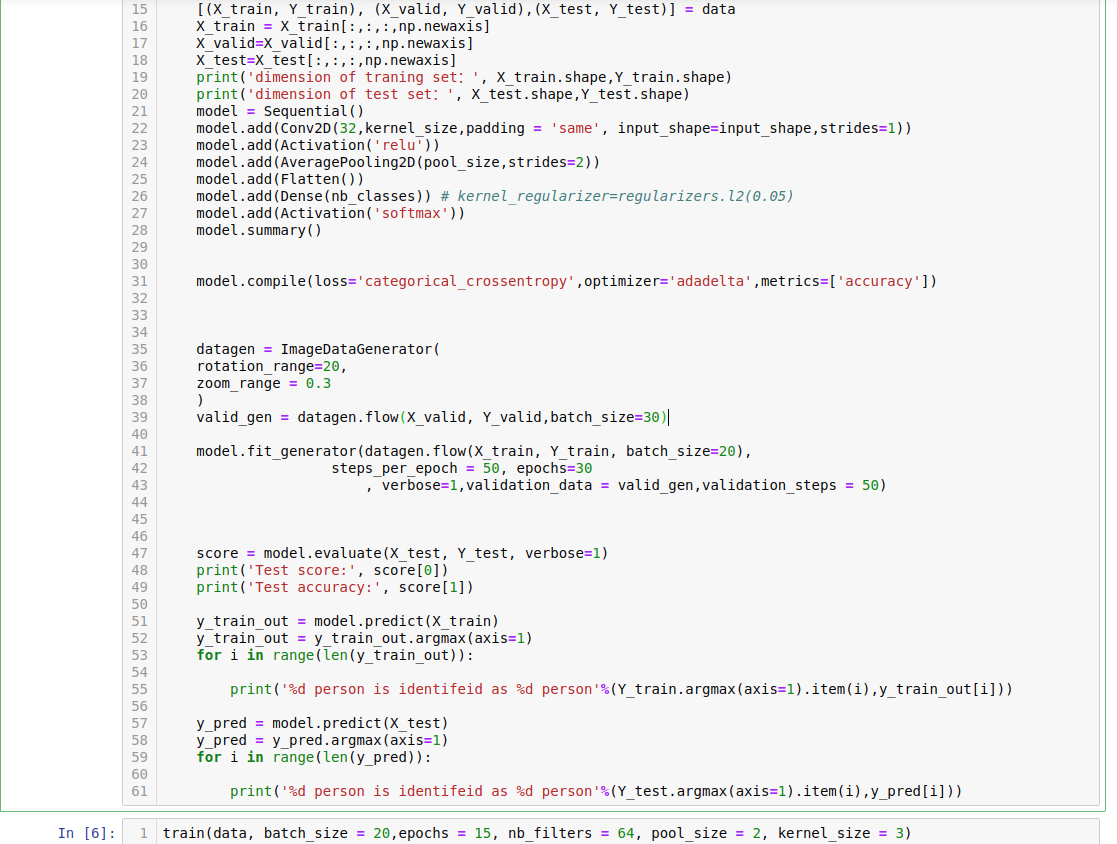 15 [(X_train, Y_train), (X_valid, Y_valid),(X_test, Y_test)] = data
16 X_train = X_train[:,:,:,np.newaxis]
17 X_valid=X_valid[:,:,:,np.newaxis]
18 X_test=X_test[:,:,:,np.newaxis]
19 print('dimension of traning set：', X_train.shape,Y_train.shape)
20 print('dimension of test set：', X_test.shape,Y_test.shape)
21 model = Sequential()
22 model.add(Conv2D(32,kernel_size,padding = 'same', input_shape=input_shape,strides=1))
23 model.add(Activation('relu'))
24 model.add(AveragePooling2D(pool_size,strides=2))
25 model.add(Flatten())
26 model.add(Dense(nb_classes)) # kernel_regularizer=regularizers.l2(0.05)
27 model.add(Activation('softmax'))
28 model.summary()
29
30
31 model.compile(loss='categorical_crossentropy',optimizer='adadelta',metrics=['accuracy'])
32
33
34
35 datagen = ImageDataGenerator(
36 rotation_range=20,
37 zoom_range = 0.3
38 )
39 valid_gen = datagen.flow(X_valid, Y_valid,batch_size=30)
40
41 model.fit_generator(datagen.flow(X_train, Y_train, batch_size=20),
42 steps_per_epoch = 50, epochs=30
43 , verbose=1,validation_data = valid_gen,validation_steps = 50)
44
45
46
47 score = model.evaluate(X_test, Y_test, verbose=1)
48 print('Test score:', score[0])
49 print('Test accuracy:', score[1])
50
51 y_train_out = model.predict(X_train)
52 y_train_out = y_train_out.argmax(axis=1)
53 for i in range(len(y_train_out)):
54
55 print('%d person is identifeid as %d person'%(Y_train.argmax(axis=1).item(i),y_train_out[i]))
56
57 y_pred = model.predict(X_test)
58 y_pred = y_pred.argmax(axis=1)
59 for i in range(len(y_pred)):
60
61 print('%d person is identifeid as %d person'%(Y_test.argmax(axis=1).item(i),y_pred[i]))
In [6]: 1 train(data, batch_size = 20,epochs = 15, nb_filters = 64, pool_size = 2, kernel_size = 3)